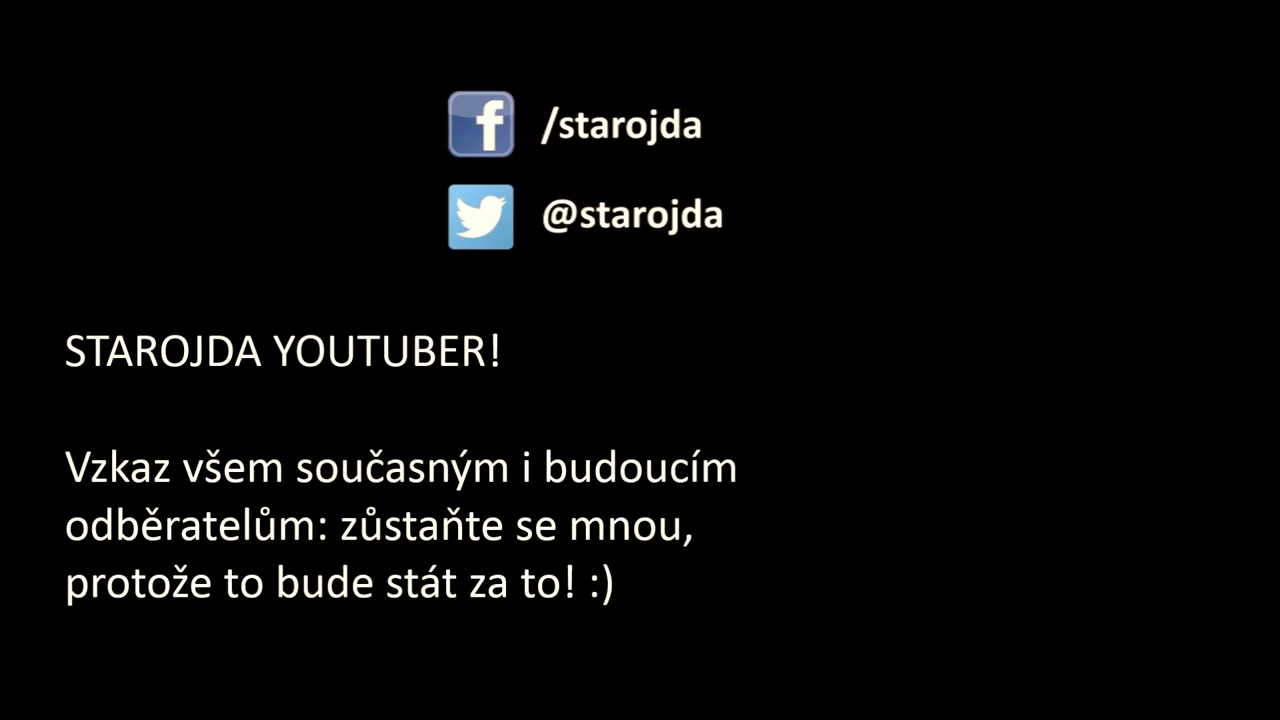 /starojda
@starojda
STAROJDA YOUTUBER!
Vzkaz všem současným i budoucím
odběratelům: zůstaňte se mnou,
protože to bude stát za to! :)